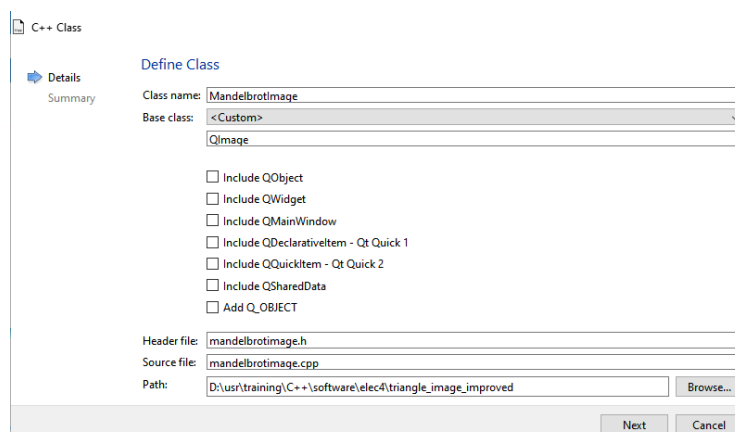 C++ Class
Define Class
Details
Summary
Class name: MandelbrotImage
Base class: <Custom>
QImage
Include QObject
Include QWidget
Include QMainWindow
Include QDeclarativeItem - Qt Quick 1
Include QQuickItem - Qt Quick 2
Include QSharedData
Add Q_OBJECT
Header file: mandelbrotimage.h
Source file: mandelbrotimage.cpp
Path: D:\usr\training\C++\software\elec4\triangle_image_improved Browse...
Next Cancel